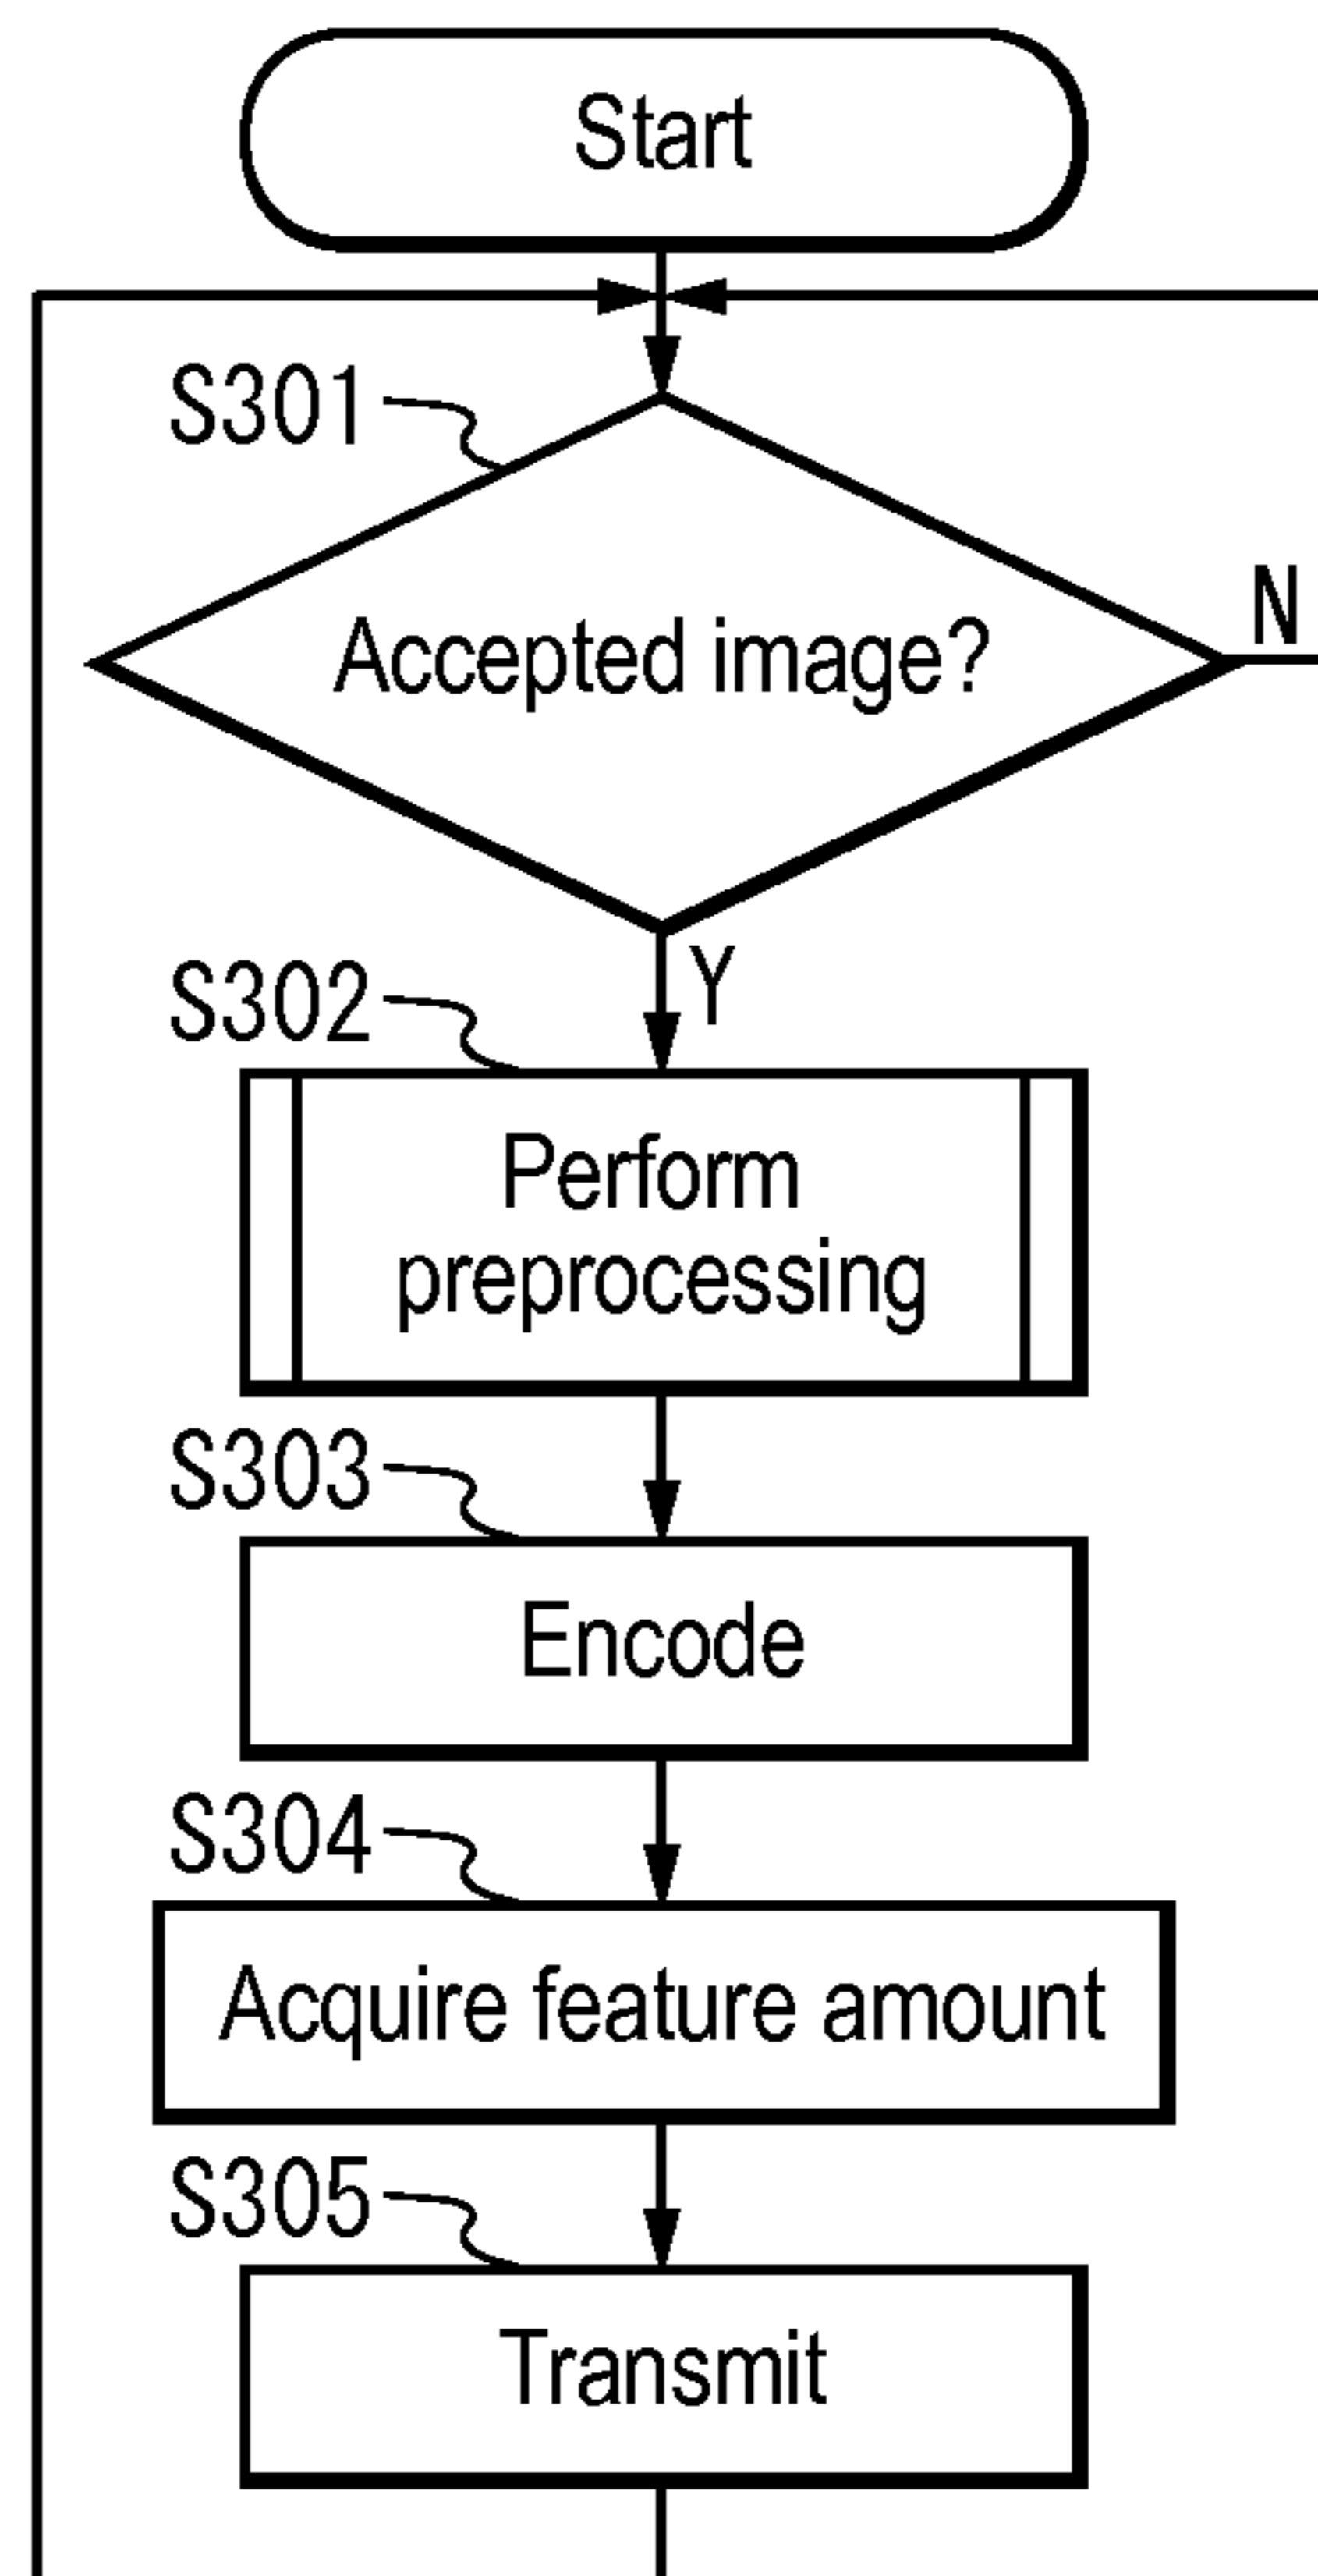 Start
S301
Accepted image?
N
Y
S302
Perform
preprocessing
S303
Encode
S304
Acquire feature amount
S305
Transmit